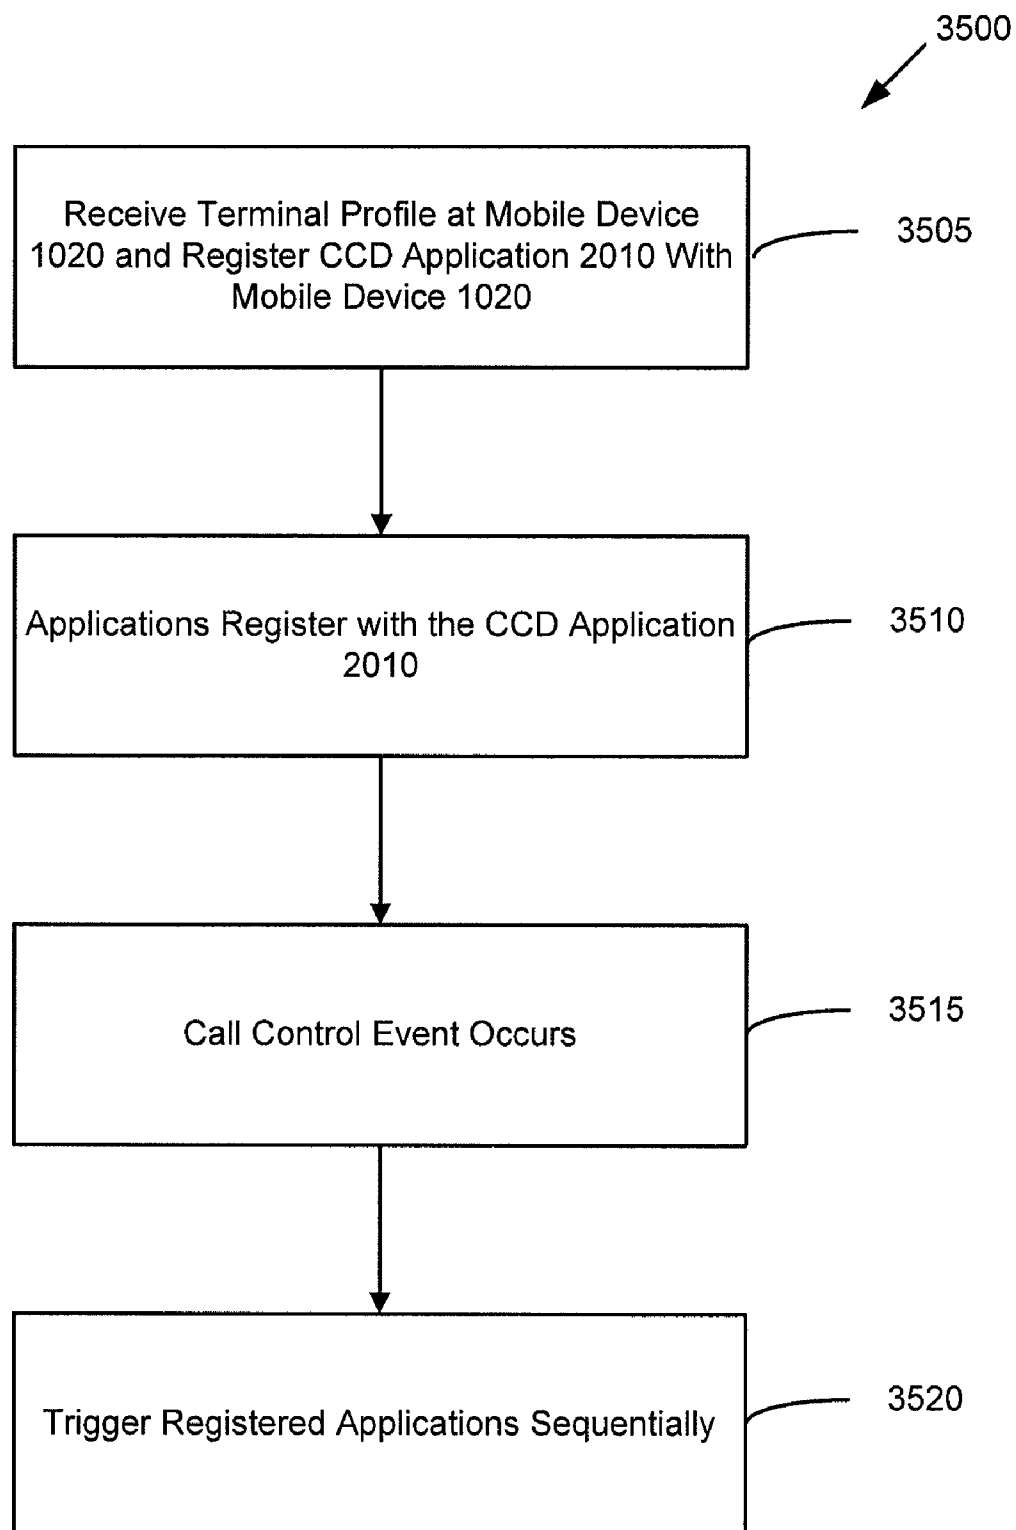 3500
Receive Terminal Profile at Mobile Device
1020 and Register CCD Application 2010 With
Mobile Device 1020
3505
Applications Register with the CCD Application
2010
3510
Call Control Event Occurs
3515
Trigger Registered Applications Sequentially
3520